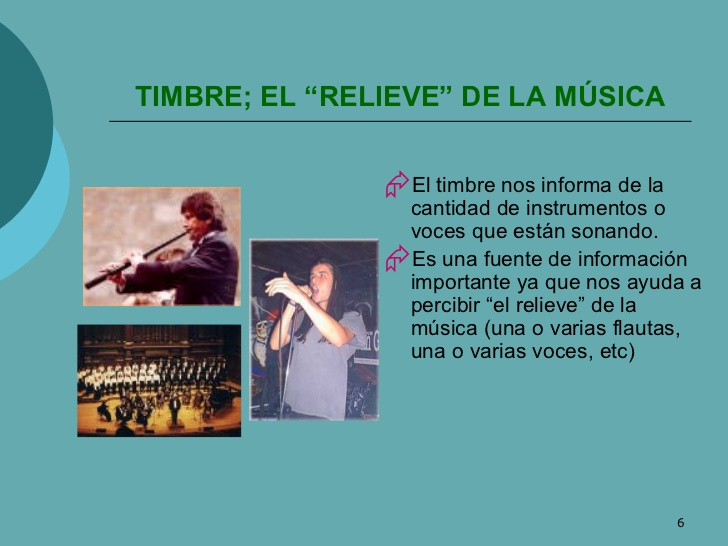 TIMBRE; EL “RELIEVE” DE LA MÚSICA
El timbre nos informa de la
cantidad de instrumentos o
voces que están sonando.
Es una fuente de información
importante ya que nos ayuda a
percibir “el relieve” de la
música (una o varias flautas,
una o varias voces, etc)
6